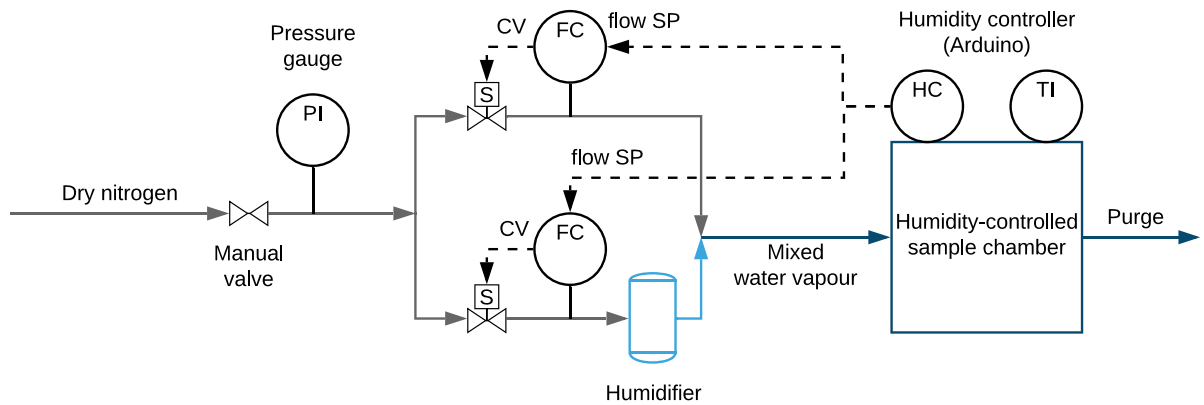 Dry nitrogen
Manual
valve
Pressure
gauge
PI
CV
S
FC
flow SP
flow SP
CV
S
FC
Humidifier
Mixed
water vapour
Humidity controller
(Arduino)
HC
TI
Humidity-controlled
sample chamber
Purge